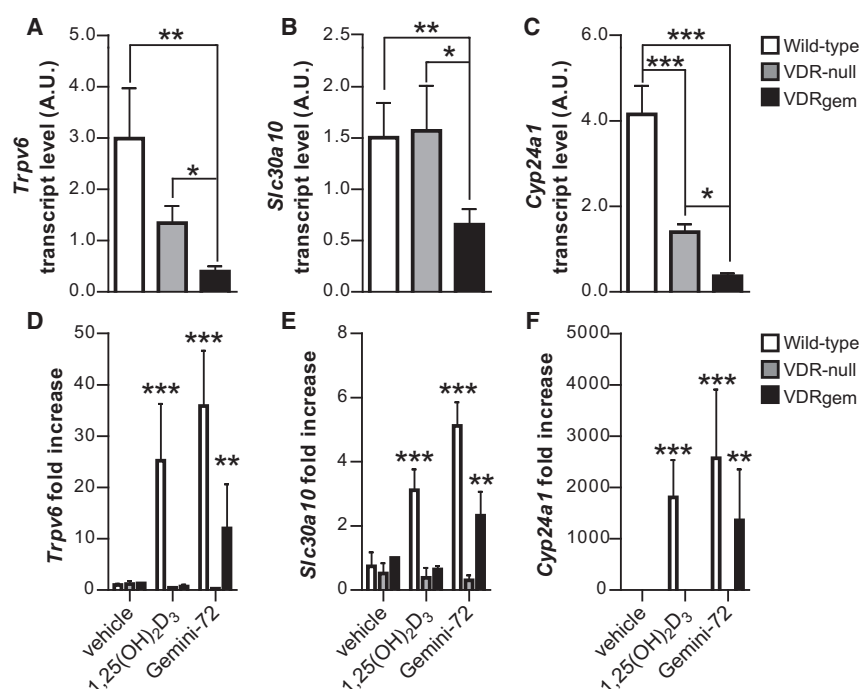 A
Trpv6
transcript level (A.U.)
5.0
4.0
3.0
2.0
1.0
0.0
**
*
B
Slc30a10
transcript level (A.U.)
2.5
2.0
1.5
1.0
0.5
0.0
**
*
C
Cyp24a1
transcript level (A.U.)
6.0
4.0
2.0
0.0
***
***
*
Wild-type
VDR-null
VDRgem
D
Trpv6 fold increase
50
40
30
20
10
0
***
***
**
vehicle
1,25(OH)2D3
Gemini-72
E
Slc30a10 fold increase
8
6
4
2
0
***
***
**
vehicle
1,25(OH)2D3
Gemini-72
F
Cyp24a1 fold increase
5000
4000
3000
2000
1000
0
***
***
**
vehicle
1,25(OH)2D3
Gemini-72
Wild-type
VDR-null
VDRgem